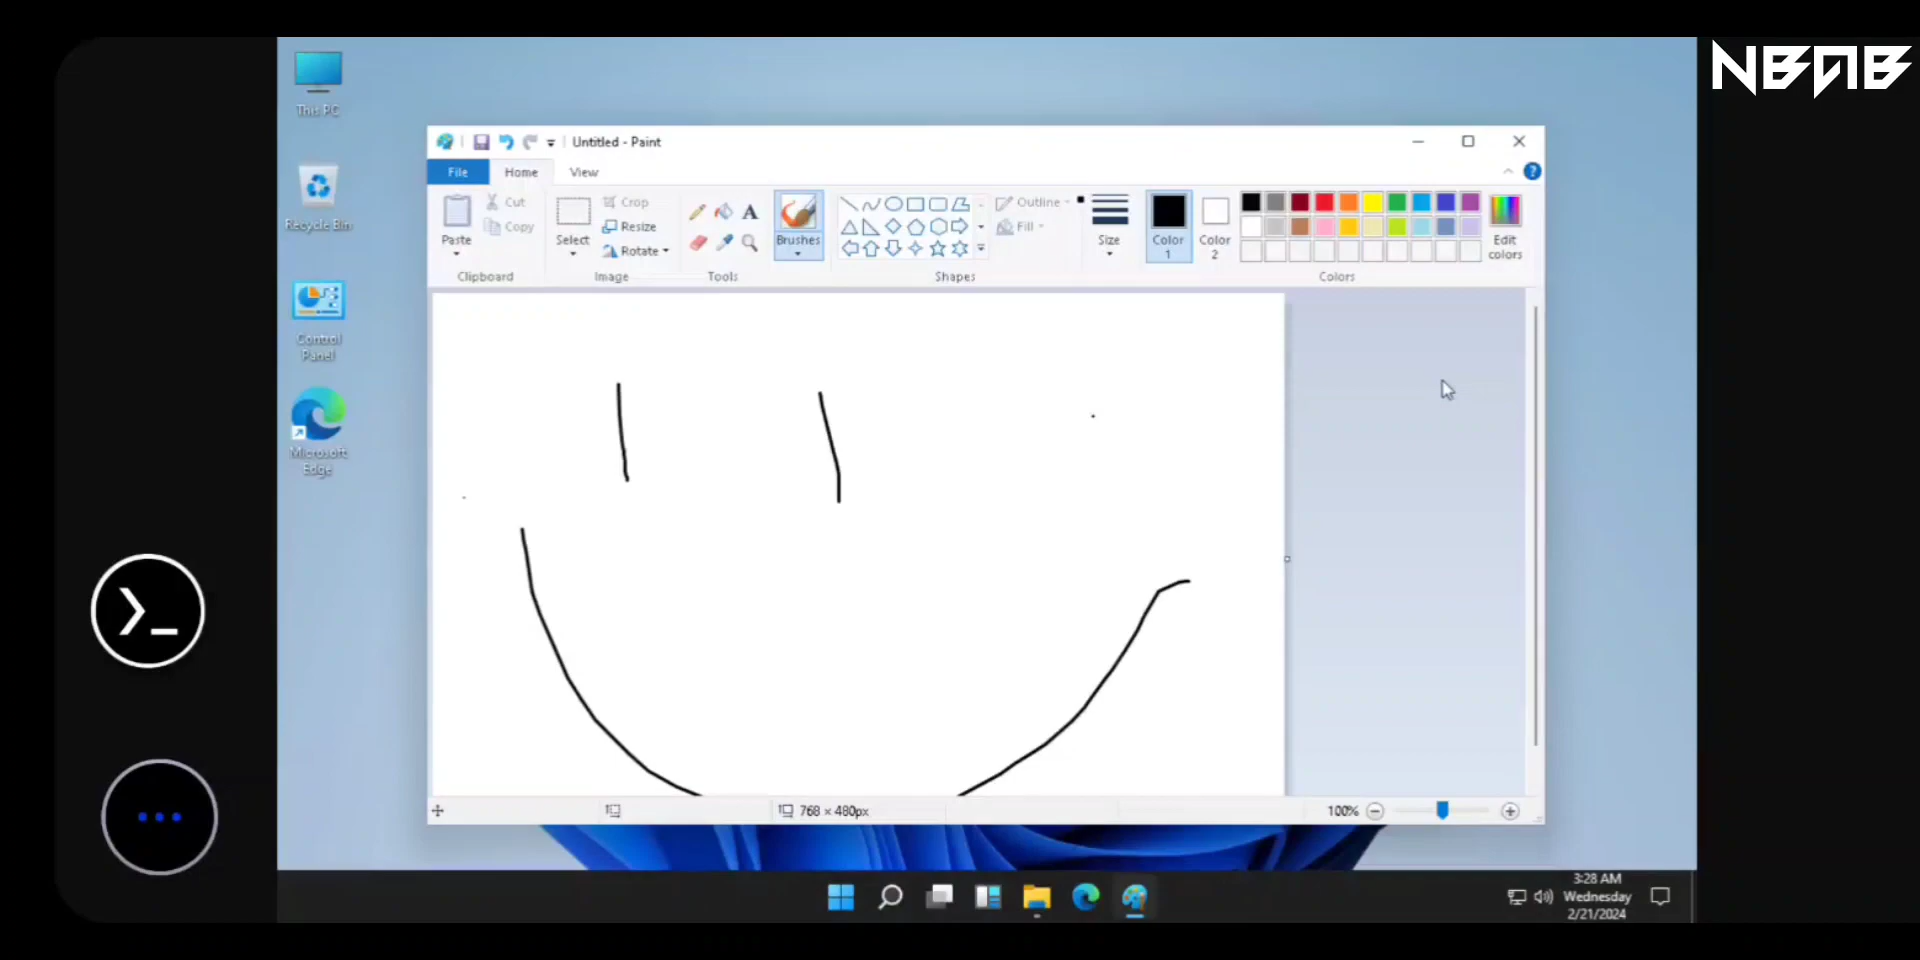 NBAB
This PC
Recycle Bin
Control
Panel
Microsoft
Edge
Untitled - Paint
File Home View
Paste
Cut
Copy
Clipboard
Select
Crop
Resize
Rotate
Image
A
Tools
Brushes
Shapes
Outline
Fill
Size
Color
1
Color
2
Edit
colors
Colors
768 × 480px
100%
3:28 AM
Wednesday
2/21/2024